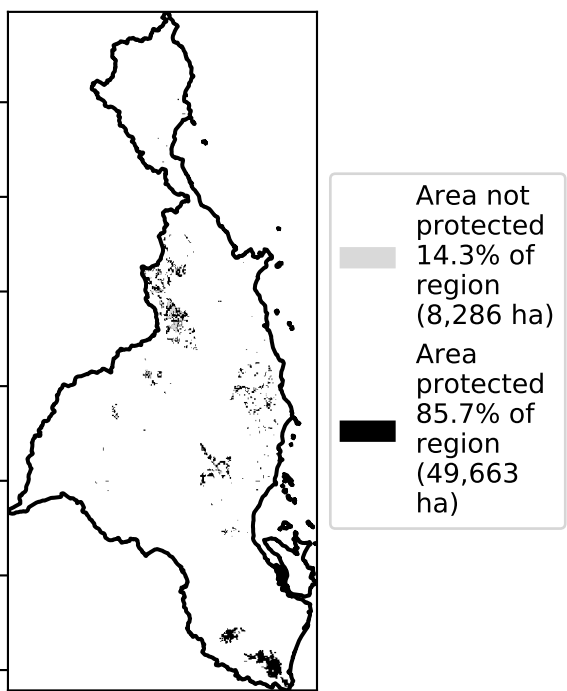 Area not
protected
14.3% of
region
(8,286 ha)
Area
protected
85.7% of
region
(49,663
ha)